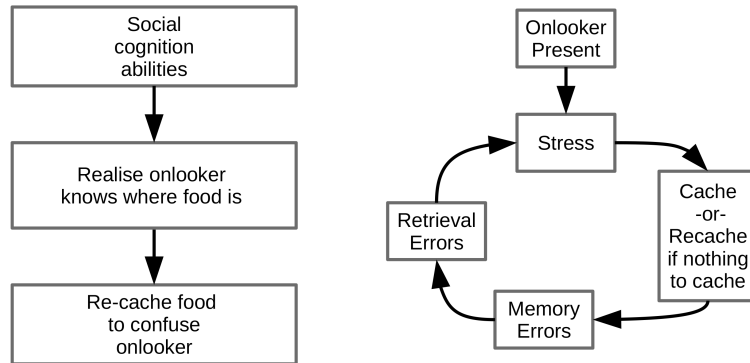 Social
cognition
abilities
Realise onlooker
knows where food is
Re-cache food
to confuse
onlooker
Onlooker
Present
Stress
Cache
-or-
Recache
if nothing
to cache
Memory
Errors
Retrieval
Errors